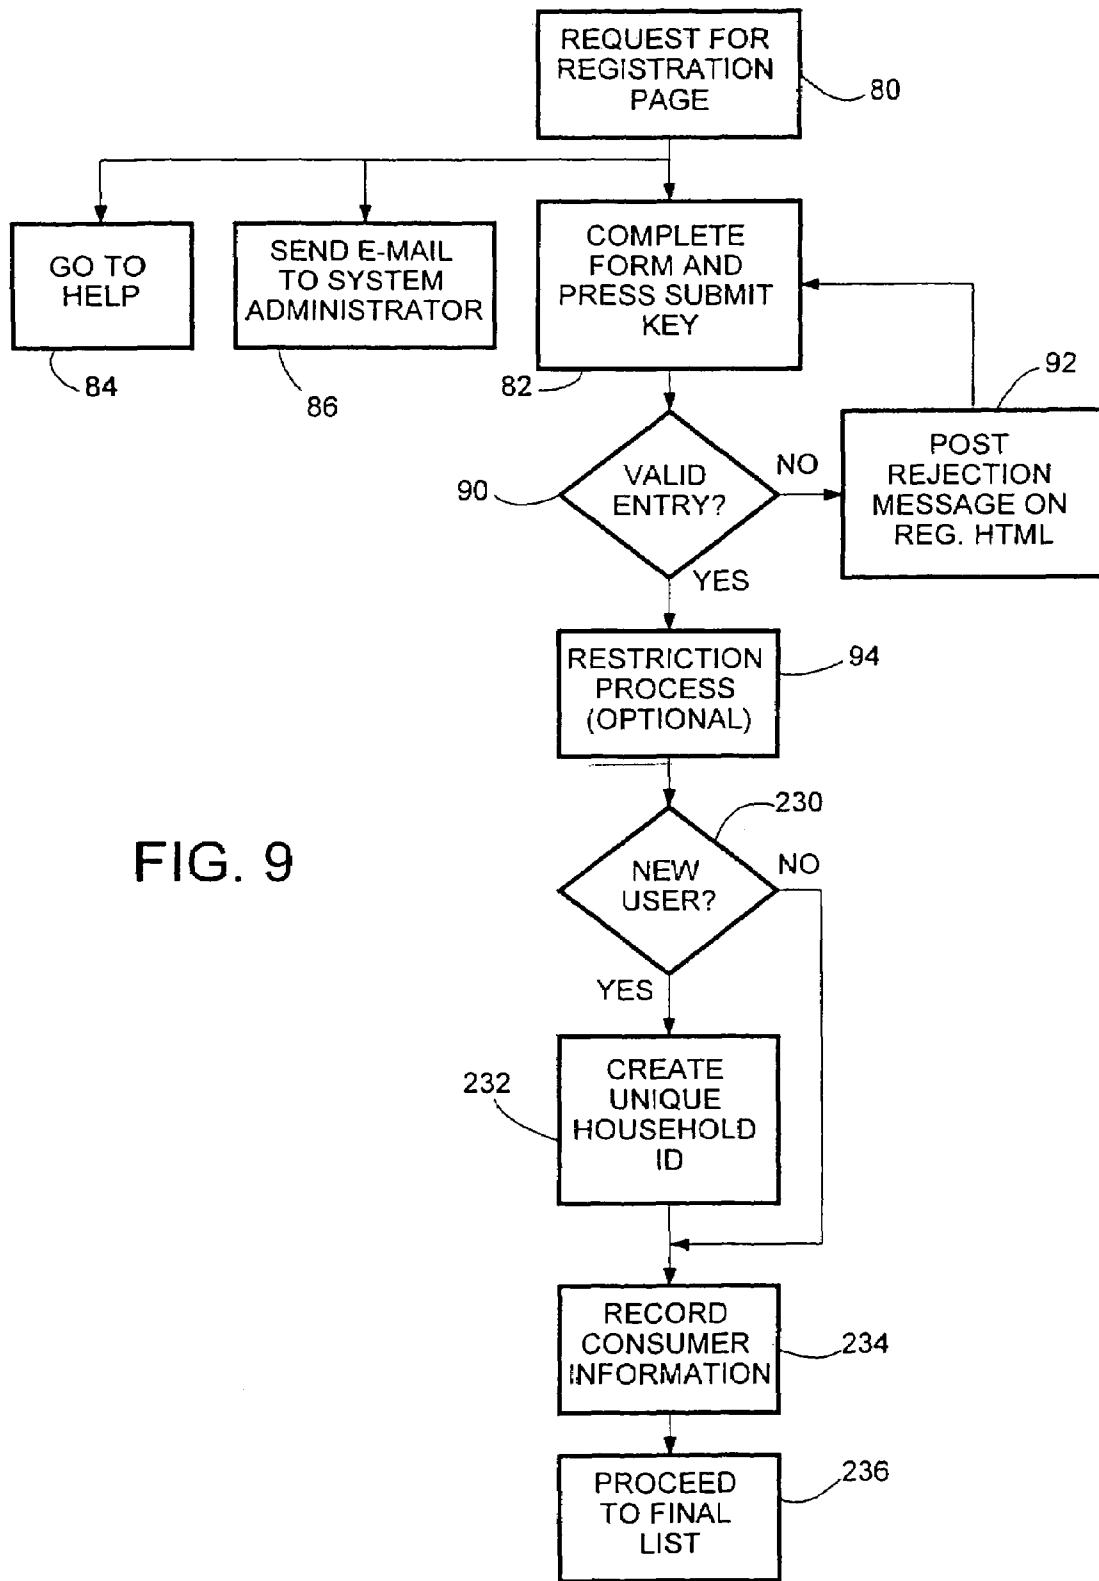 REQUEST FOR
REGISTRATION
PAGE
80
GO TO
HELP
84
SEND E-MAIL
TO SYSTEM
ADMINISTRATOR
86
COMPLETE
FORM AND
PRESS SUBMIT
KEY
82
92
POST
REJECTION
MESSAGE ON
REG. HTML
90
VALID
ENTRY?
NO
YES
RESTRICTION
PROCESS
(OPTIONAL)
94
230
NEW
USER?
NO
YES
FIG. 9
232
CREATE
UNIQUE
HOUSEHOLD
ID
RECORD
CONSUMER
INFORMATION
234
PROCEED
TO FINAL
LIST
236